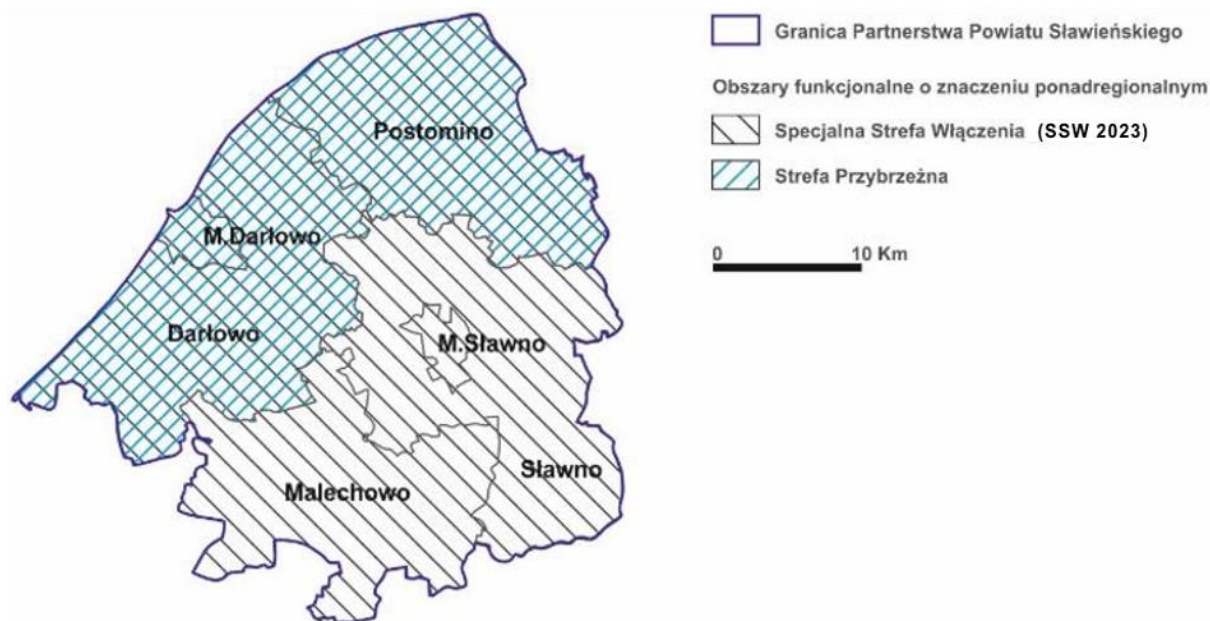 Granica Partnerstwa Powiatu Sławieńskiego
Obszary funkcjonalne o znaczeniu ponadregionalnym
Specjalna Strefa Włączenia (SSW 2023)
Strefa Przybrzeżna
0 10 Km
Postomino
M.Darłowo
Darłowo
M.Sławno
Sławno
Malechowo